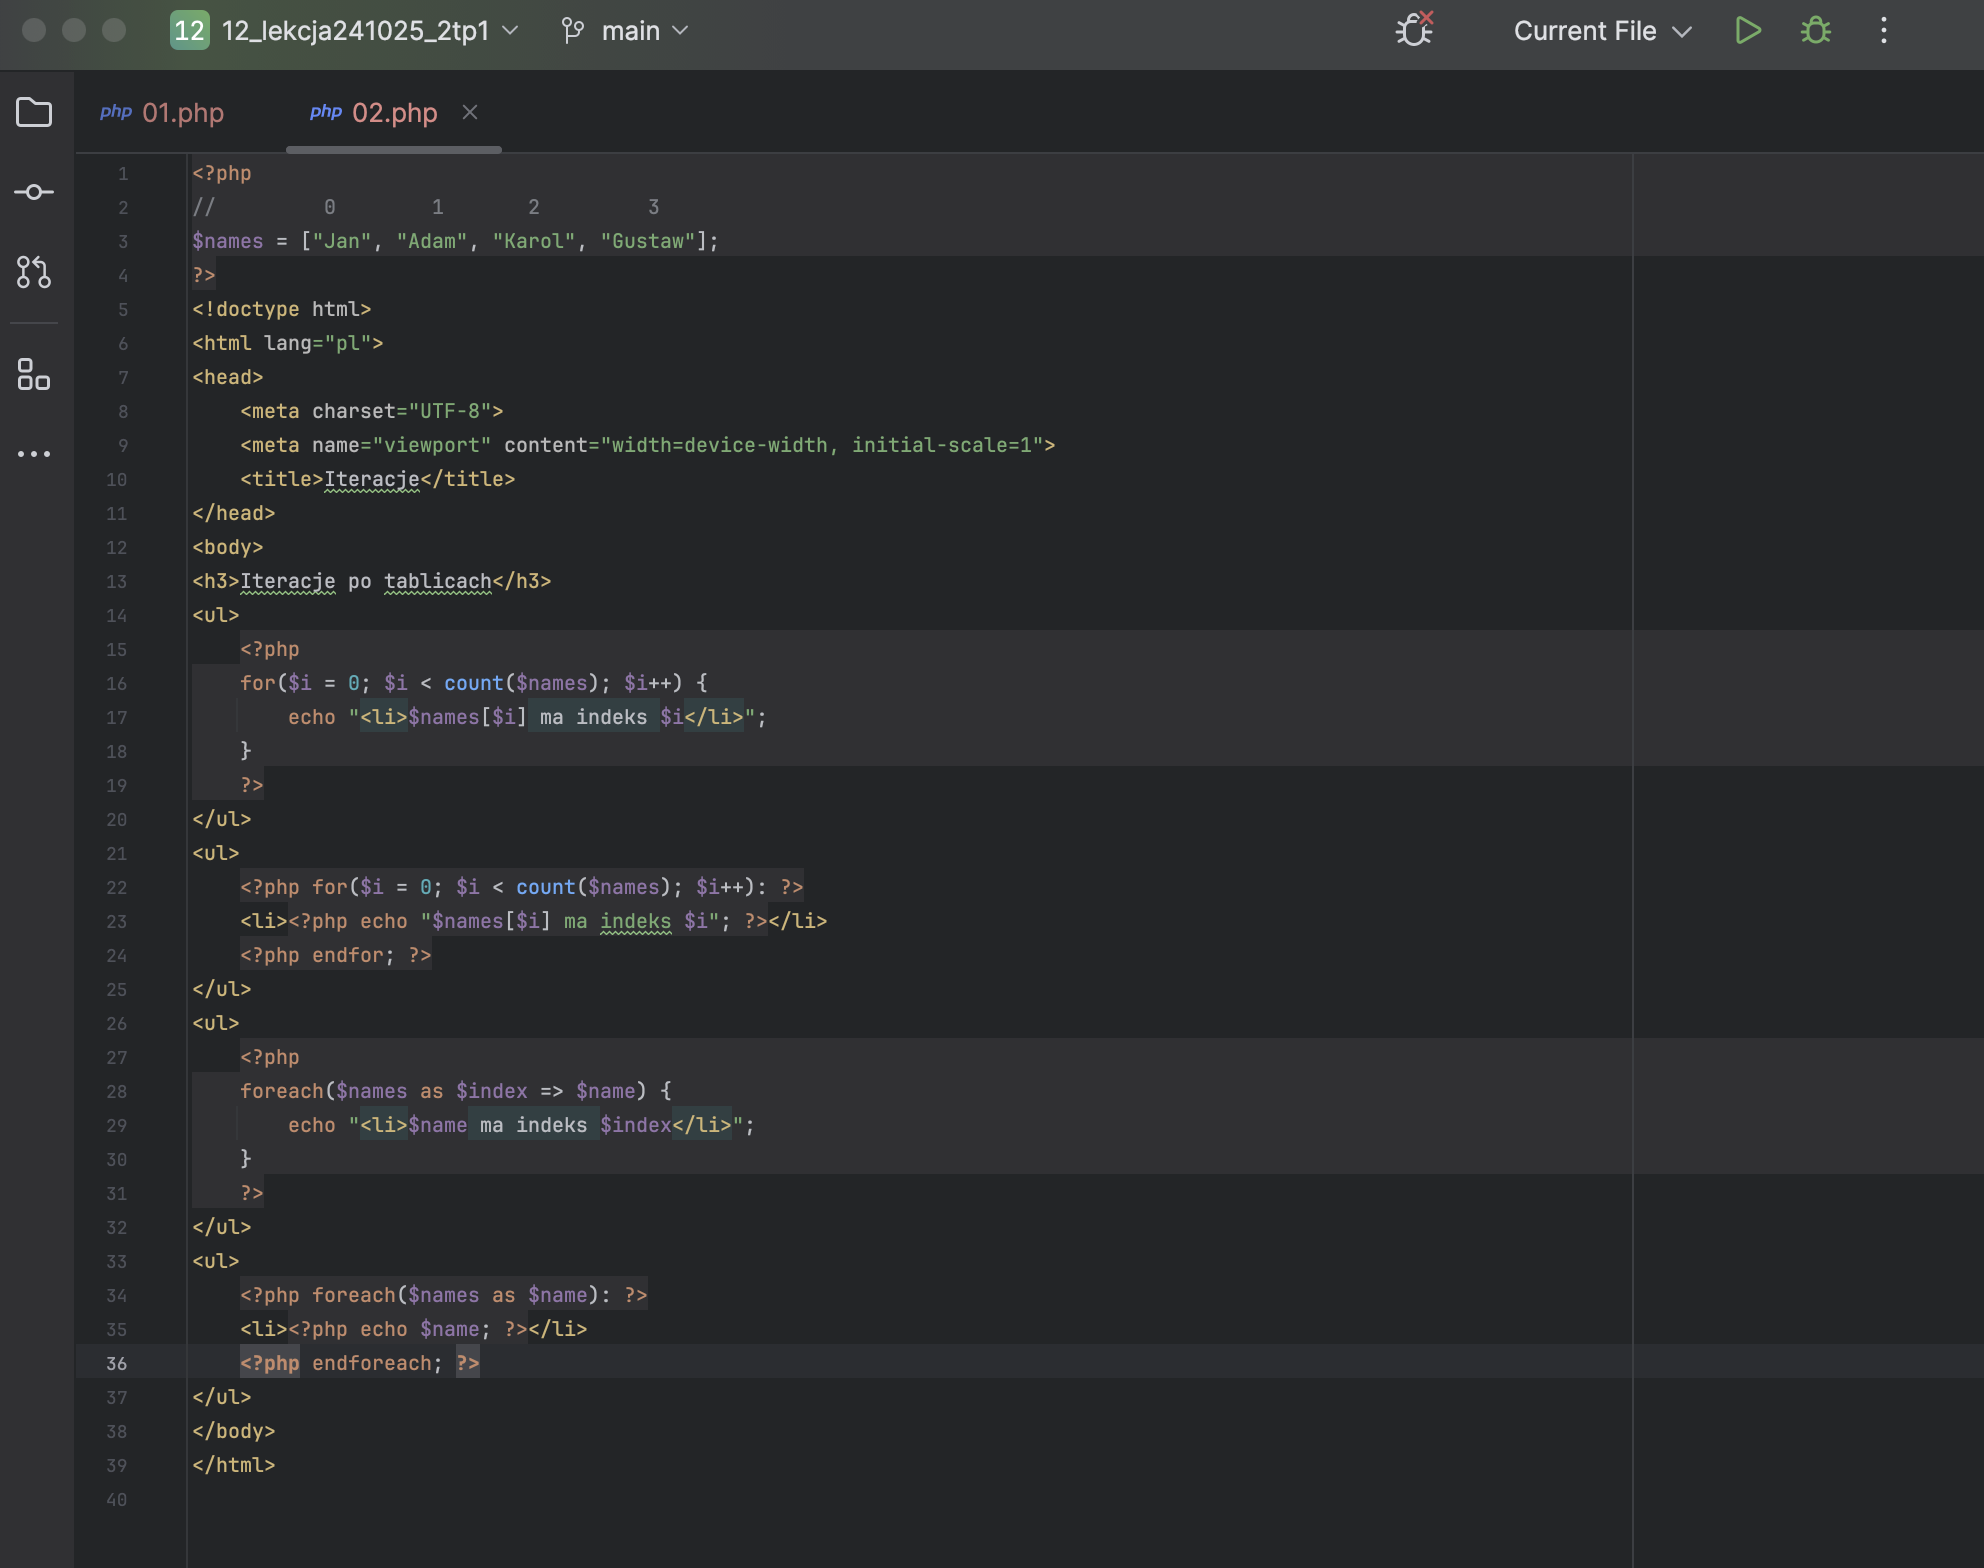 12 12_lekcja241025_2tp1 main Current File
php 01.php php 02.php
1 <?php
2 //         0        1       2         3
3 $names = ["Jan", "Adam", "Karol", "Gustaw"];
4 ?>
5 <!doctype html>
6 <html lang="pl">
7 <head>
8     <meta charset="UTF-8">
9     <meta name="viewport" content="width=device-width, initial-scale=1">
10     <title>Iteracje</title>
11 </head>
12 <body>
13 <h3>Iteracje po tablicach</h3>
14 <ul>
15     <?php
16     for($i = 0; $i < count($names); $i++) {
17         echo "<li>$names[$i] ma indeks $i</li>";
18     }
19     ?>
20 </ul>
21 <ul>
22     <?php for($i = 0; $i < count($names); $i++): ?>
23     <li><?php echo "$names[$i] ma indeks $i"; ?></li>
24     <?php endfor; ?>
25 </ul>
26 <ul>
27     <?php
28     foreach($names as $index => $name) {
29         echo "<li>$name ma indeks $index</li>";
30     }
31     ?>
32 </ul>
33 <ul>
34     <?php foreach($names as $name): ?>
35     <li><?php echo $name; ?></li>
36     <?php endforeach; ?>
37 </ul>
38 </body>
39 </html>
40